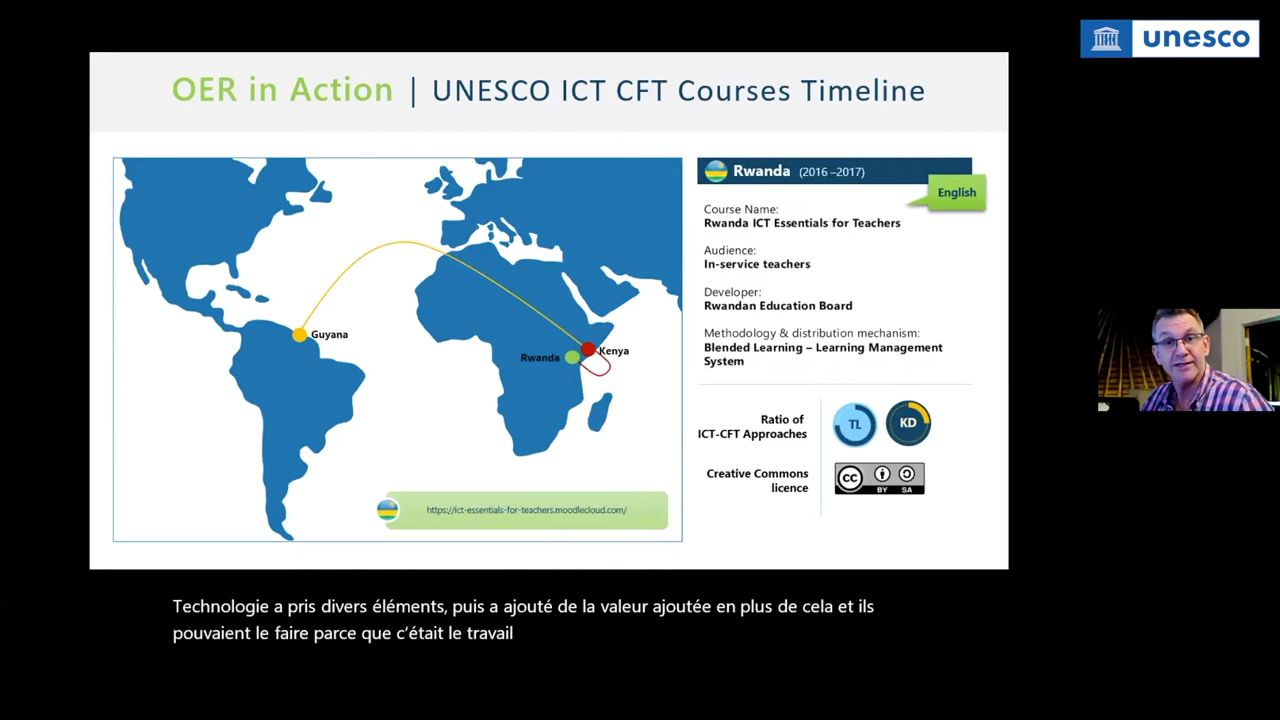 unesco
OER in Action | UNESCO ICT CFT Courses Timeline
Rwanda (2016 –2017)
English
Course Name:
Rwanda ICT Essentials for Teachers
Audience:
In-service teachers
Developer:
Rwandan Education Board
Methodology & distribution mechanism:
Blended Learning – Learning Management
System
Guyana
Rwanda
Kenya
Ratio of
ICT-CFT Approaches
TL
KD
Creative Commons
licence
CC
BY SA
https://ict-essentials-for-teachers.moodlecloud.com/
Technologie a pris divers éléments, puis a ajouté de la valeur ajoutée en plus de cela et ils
pouvaient le faire parce que c'était le travail